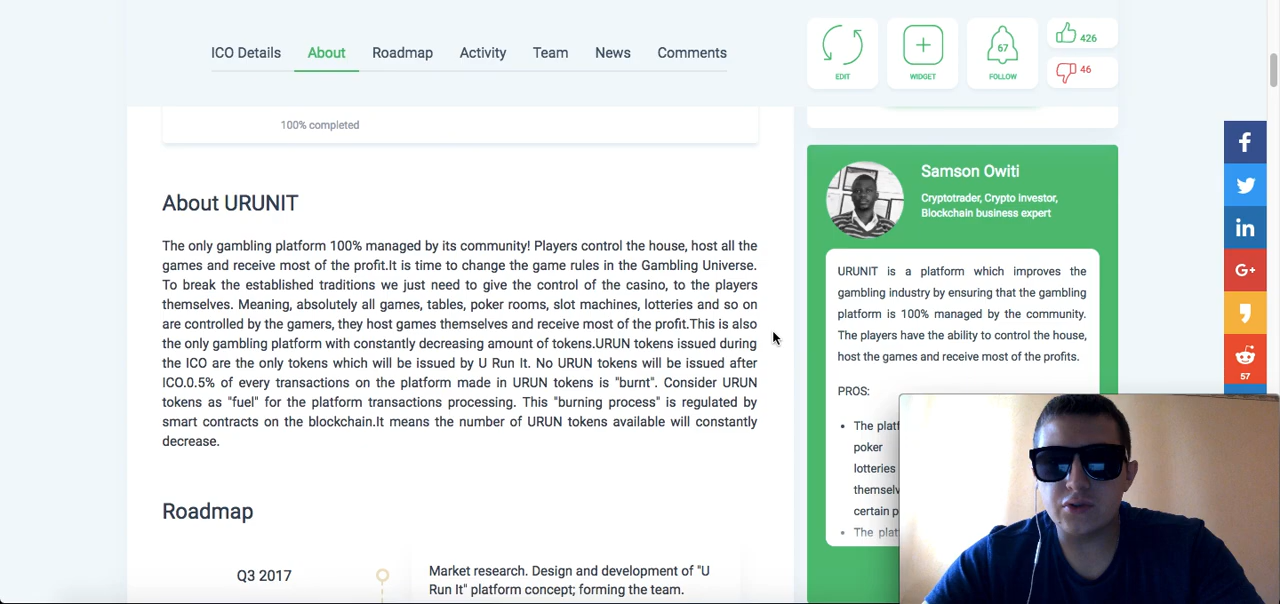 ICO Details
About
Roadmap
Activity
Team
News
Comments
EDIT
WIDGET
67
FOLLOW
426
46
100% completed
About URUNIT
The only gambling platform 100% managed by its community! Players control the house, host all the
games and receive most of the profit.It is time to change the game rules in the Gambling Universe.
To break the established traditions we just need to give the control of the casino, to the players
themselves. Meaning, absolutely all games, tables, poker rooms, slot machines, lotteries and so on
are controlled by the gamers, they host games themselves and receive most of the profit.This is also
the only gambling platform with constantly decreasing amount of tokens.URUN tokens issued during
the ICO are the only tokens which will be issued by U Run It. No URUN tokens will be issued after
ICO.0.5% of every transactions on the platform made in URUN tokens is "burnt". Consider URUN
tokens as "fuel" for the platform transactions processing. This "burning process" is regulated by
smart contracts on the blockchain.It means the number of URUN tokens available will constantly
decrease.
Roadmap
Q3 2017
Market research. Design and development of "U
Run It" platform concept; forming the team.
Samson Owiti
Cryptotrader, Crypto investor,
Blockchain business expert
URUNIT is a platform which improves the
gambling industry by ensuring that the gambling
platform is 100% managed by the community.
The players have the ability to control the house,
host the games and receive most of the profits.
PROS:
The platf
poker
lotteries
themselv
certain p
The plat
f
in
G+
57